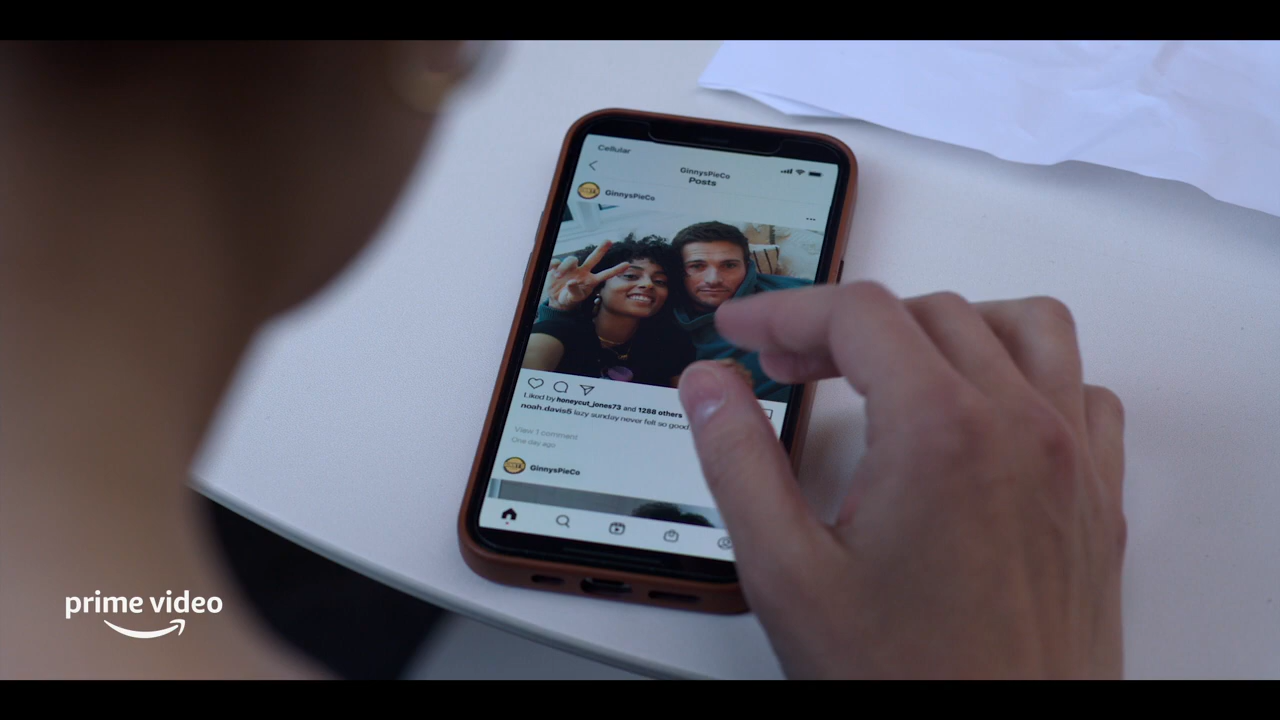 Cellular
GinnysPieCo
Posts
GinnysPieCo
Liked by honeycut_jones73 and 1288 others
noah.davis5 lazy sunday never felt so good
View 1 comment
One day ago
GinnysPieCo
prime video